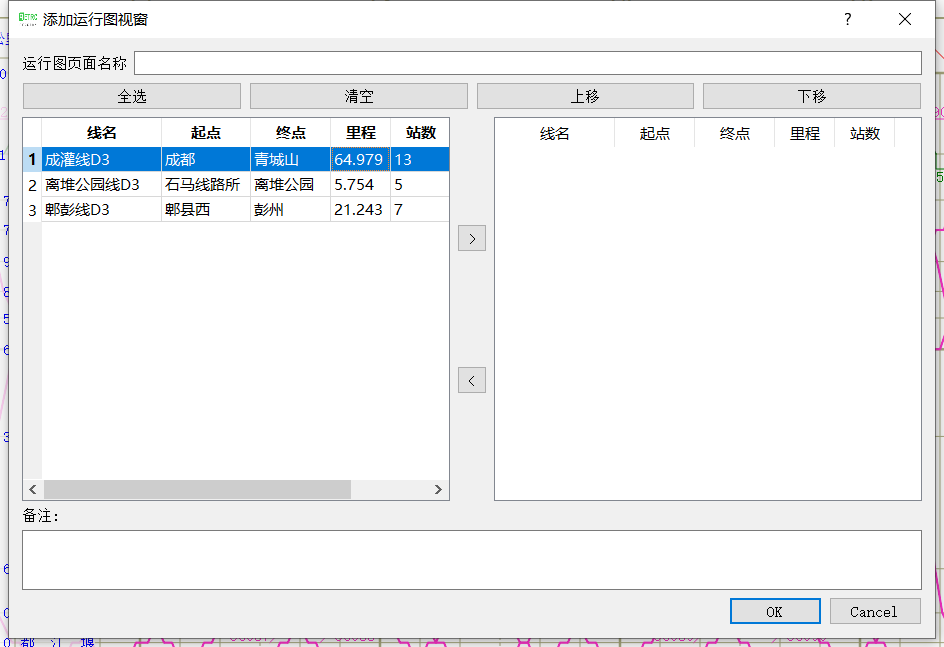 添加运行图视窗 ?
运行图页面名称
全选 清空 上移 下移
线名 起点 终点 里程 站数 线名 起点 终点 里程 站数
1 成灌线D3 成都 青城山 64.979 13
2 离堆公园线D3 石马线路所 离堆公园 5.754 5
3 郫彭线D3 郫县西 彭州 21.243 7
>
<
备注:
OK Cancel
都 江 堰